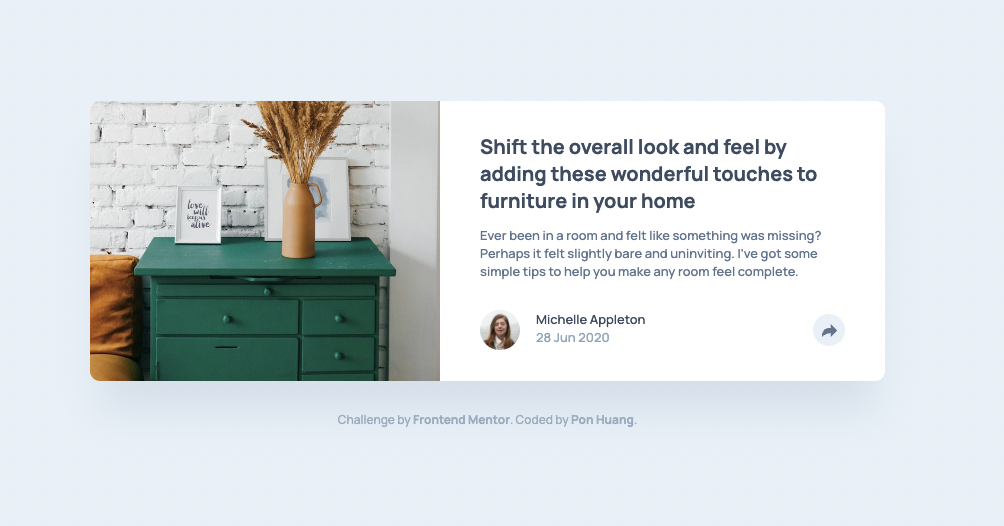 love
will
keep us
alive
Shift the overall look and feel by
adding these wonderful touches to
furniture in your home
Ever been in a room and felt like something was missing?
Perhaps it felt slightly bare and uninviting. I've got some
simple tips to help you make any room feel complete.
Michelle Appleton
28 Jun 2020
Challenge by Frontend Mentor. Coded by Pon Huang.